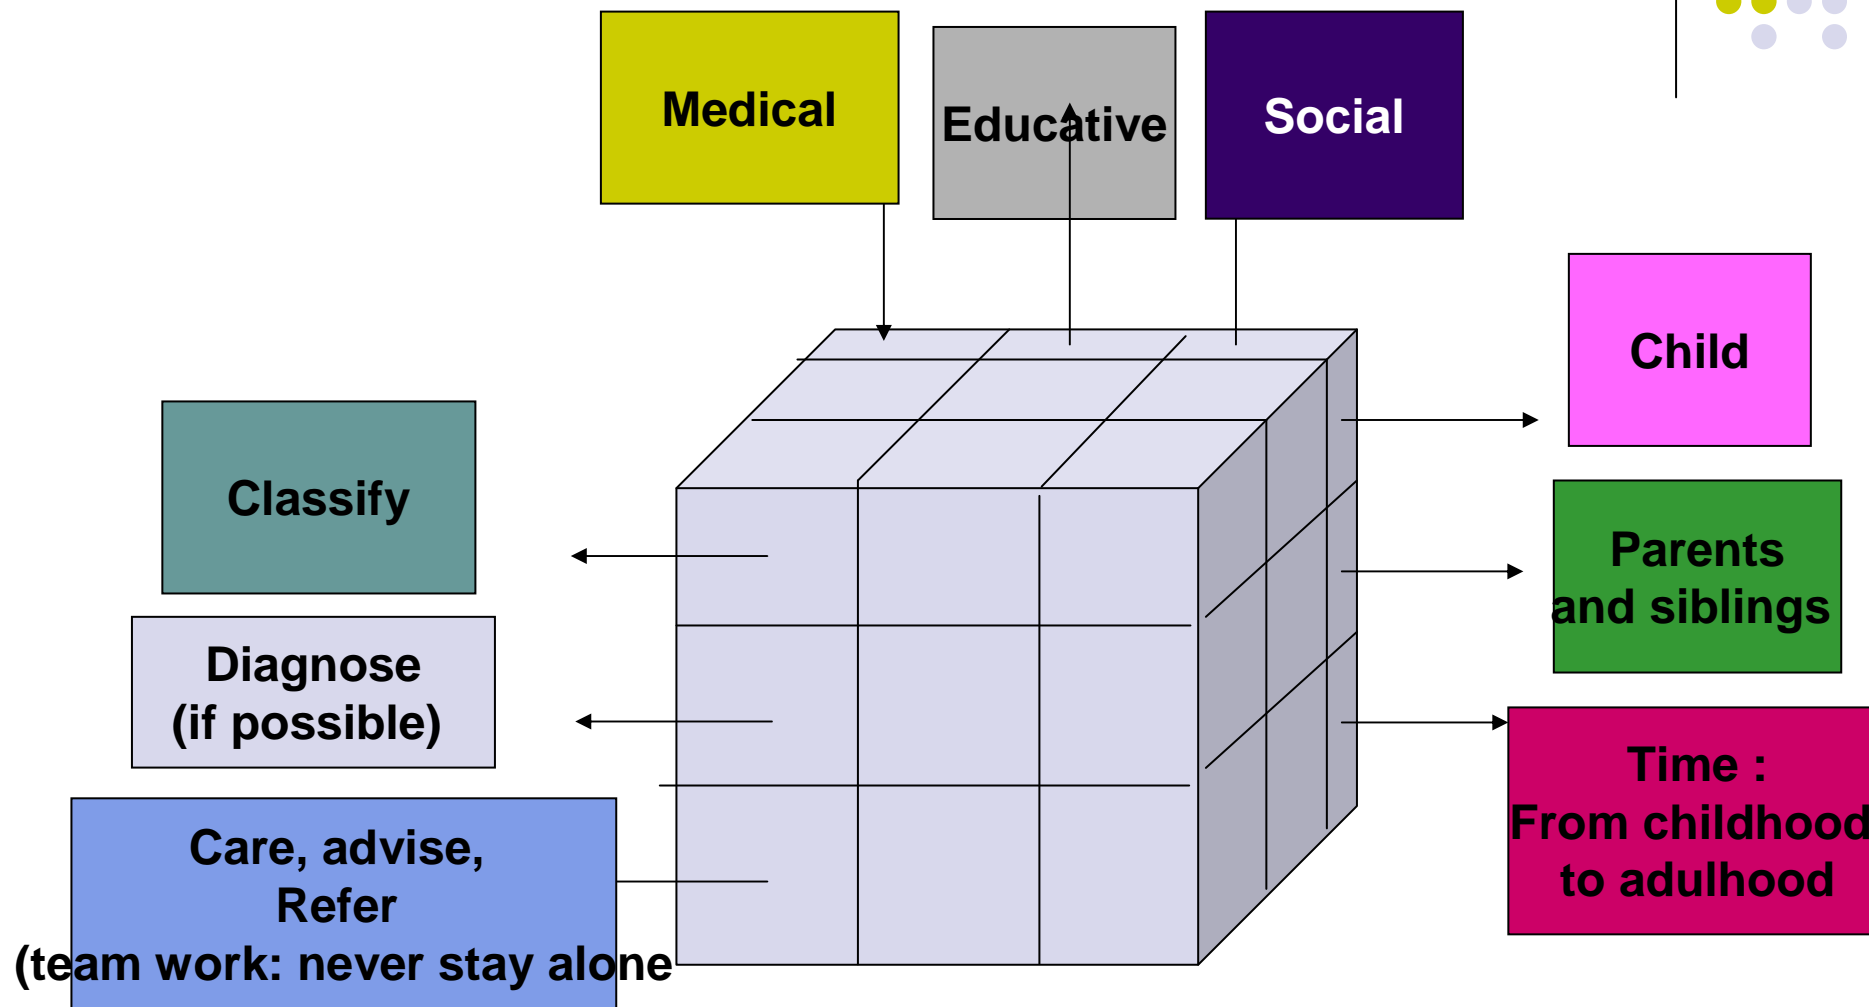 Medical
Educative
Social
Child
Classify
Parents
and siblings
Diagnose
(if possible)
Time :
From childhood
to adulhood
Care, advise,
Refer
(team work: never stay alone